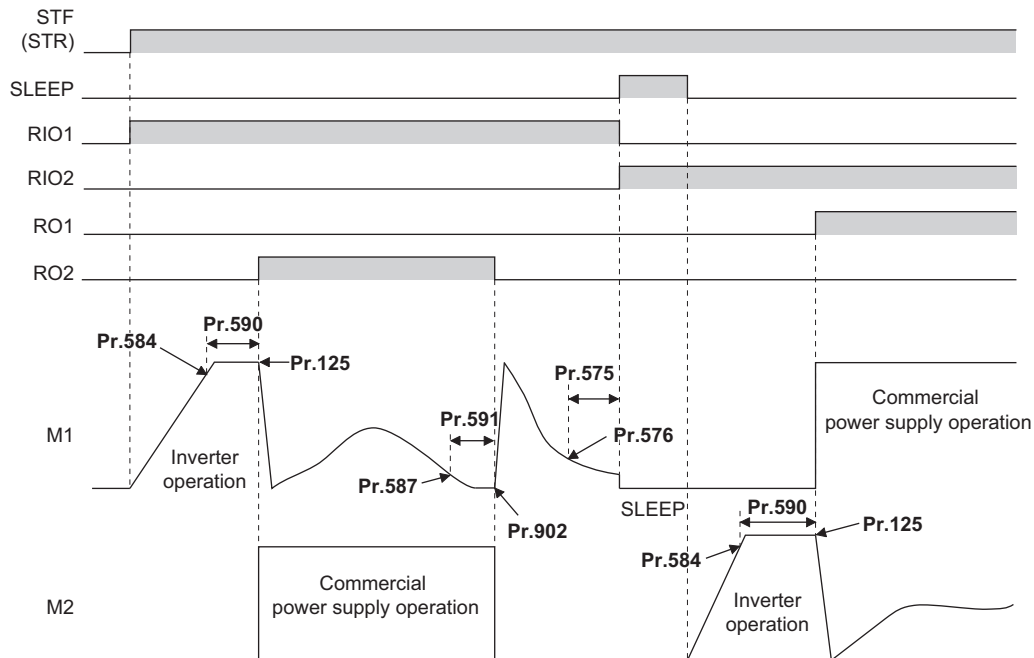 STF
(STR)
SLEEP
RIO1
RIO2
RO1
RO2
Pr.590
Pr.584
Pr.125
Pr.575
Pr.591
Commercial
power supply operation
M1
Inverter
operation
Pr.576
Pr.587
SLEEP
Pr.590
Pr.902
Pr.125
Pr.584
M2
Commercial
power supply operation
Inverter
operation